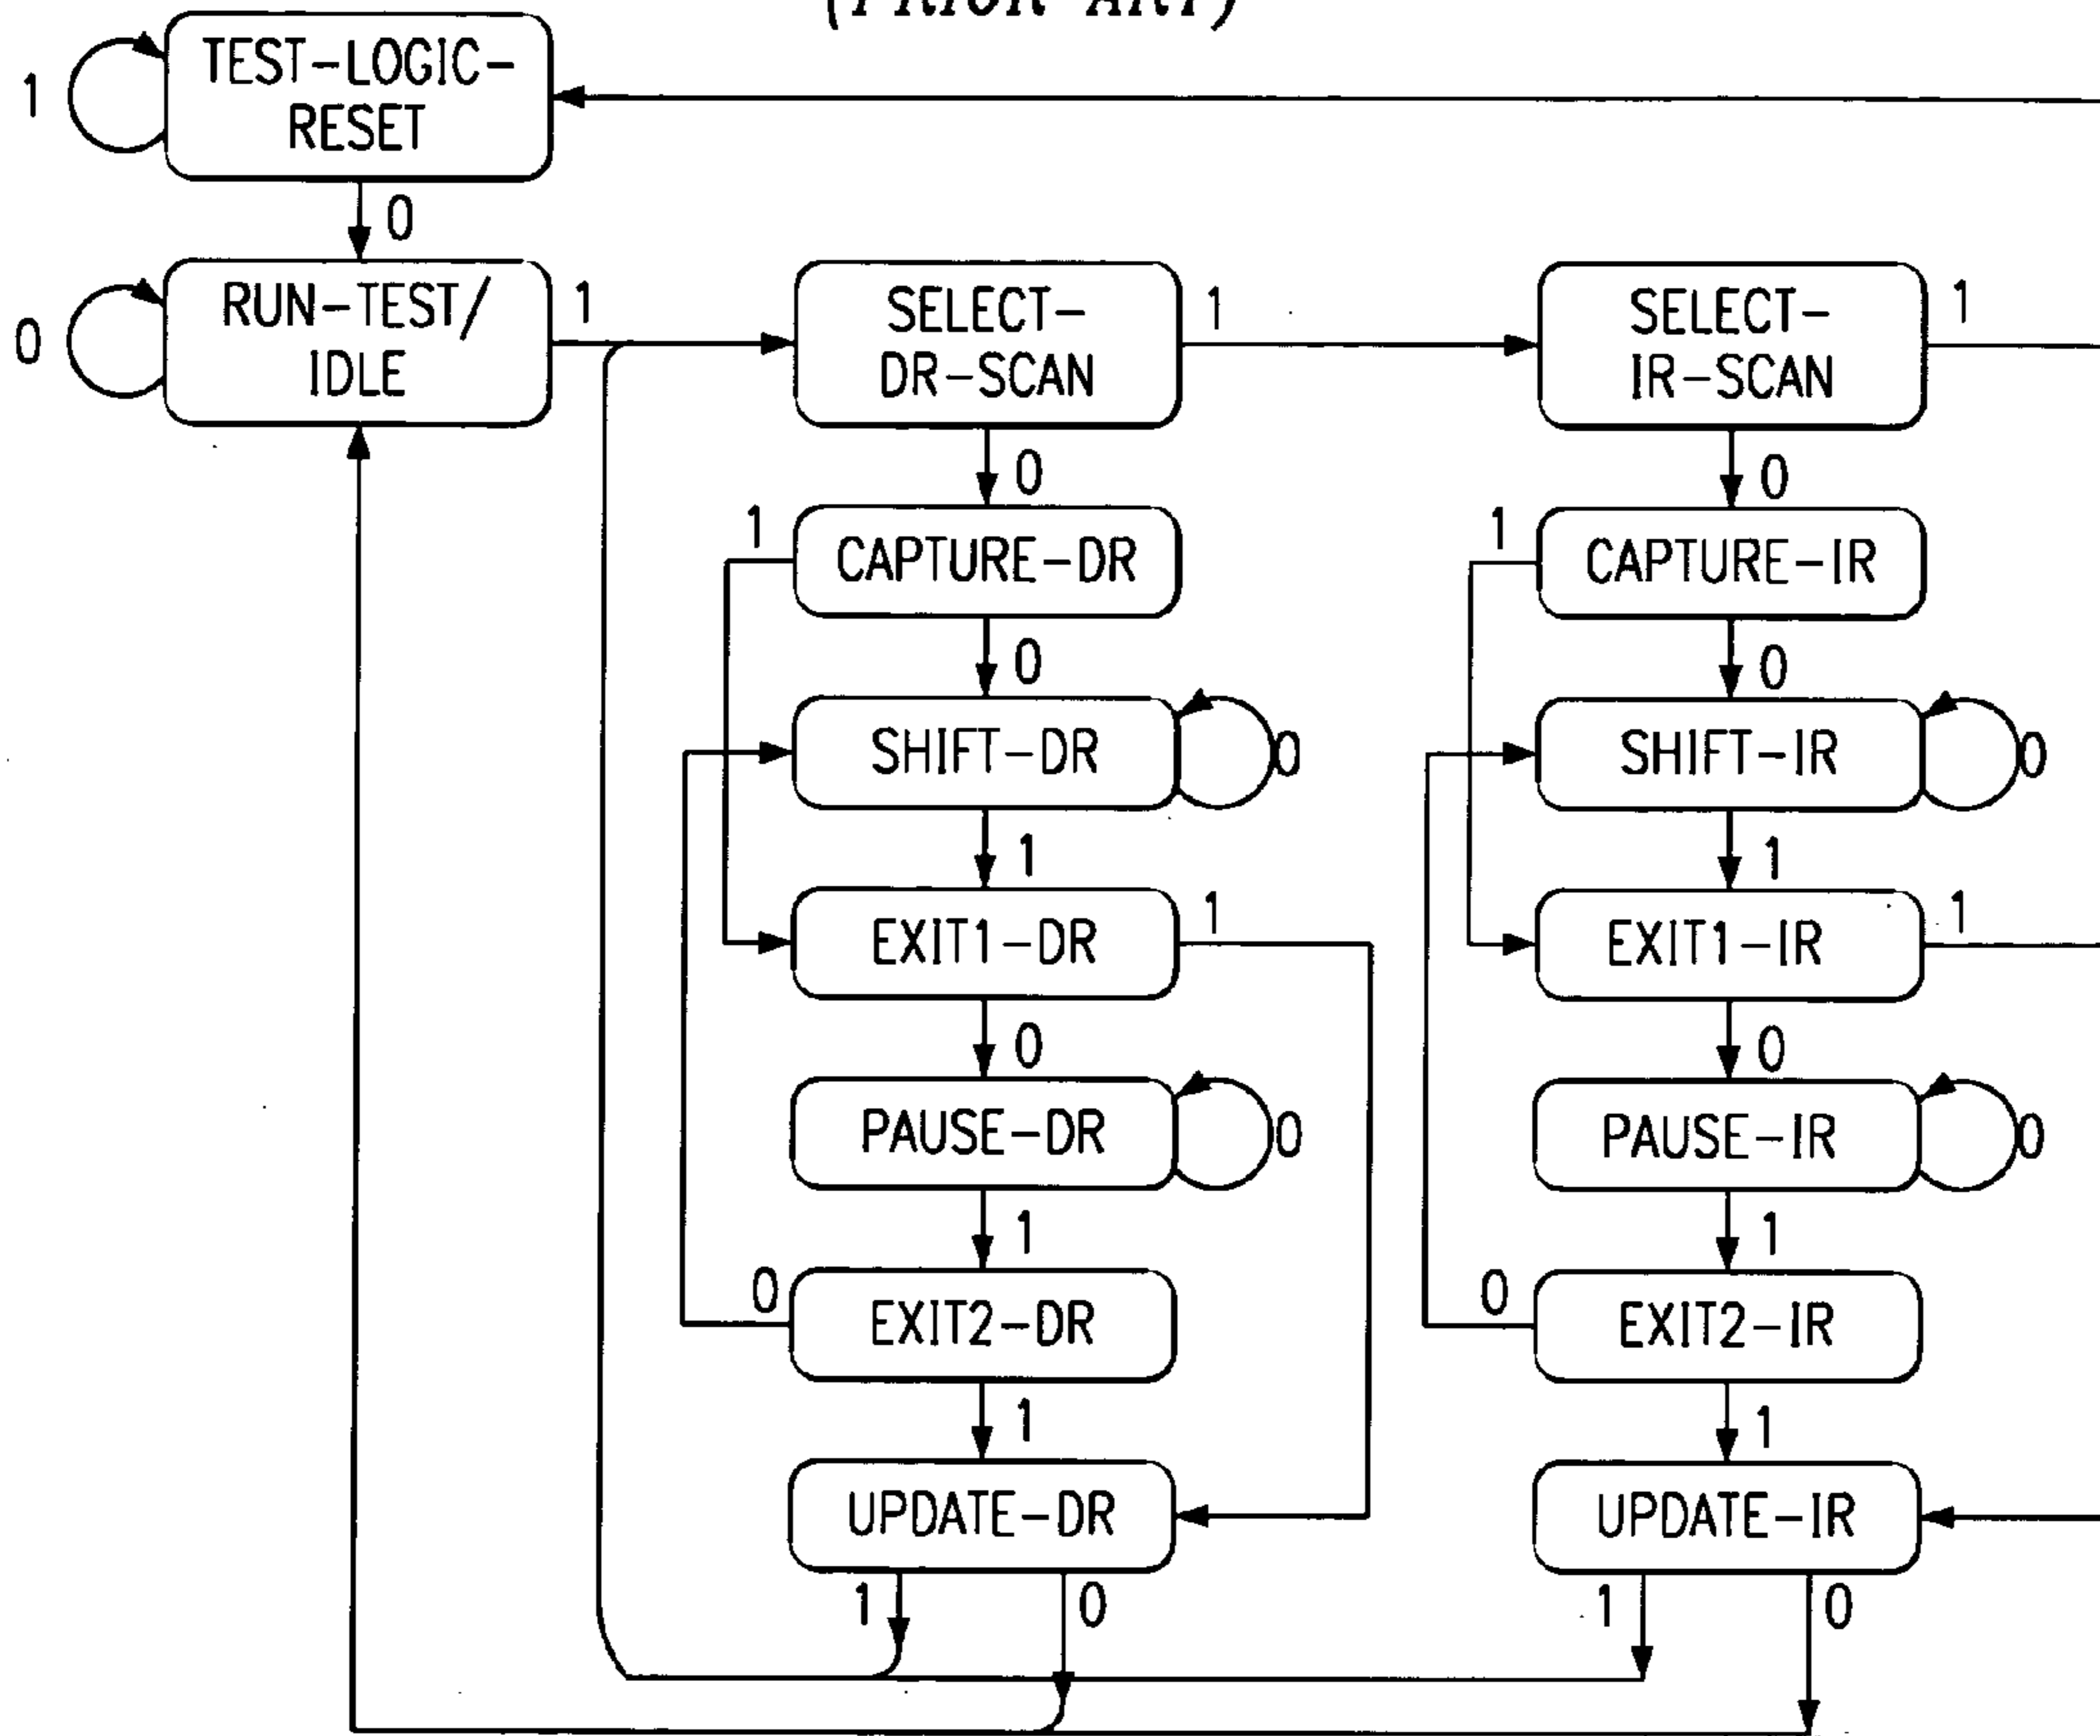 (PRIOR ART)
TEST-LOGIC-
RESET
1
0
RUN-TEST/
IDLE
0
1
SELECT-
DR-SCAN
1
SELECT-
IR-SCAN
1
0
0
1
CAPTURE-DR
1
CAPTURE-IR
0
0
SHIFT-DR
0
SHIFT-IR
0
1
1
EXIT1-DR
1
EXIT1-IR
1
0
0
PAUSE-DR
0
PAUSE-IR
0
1
1
0
EXIT2-DR
0
EXIT2-IR
1
1
UPDATE-DR
UPDATE-IR
1
0
1
0